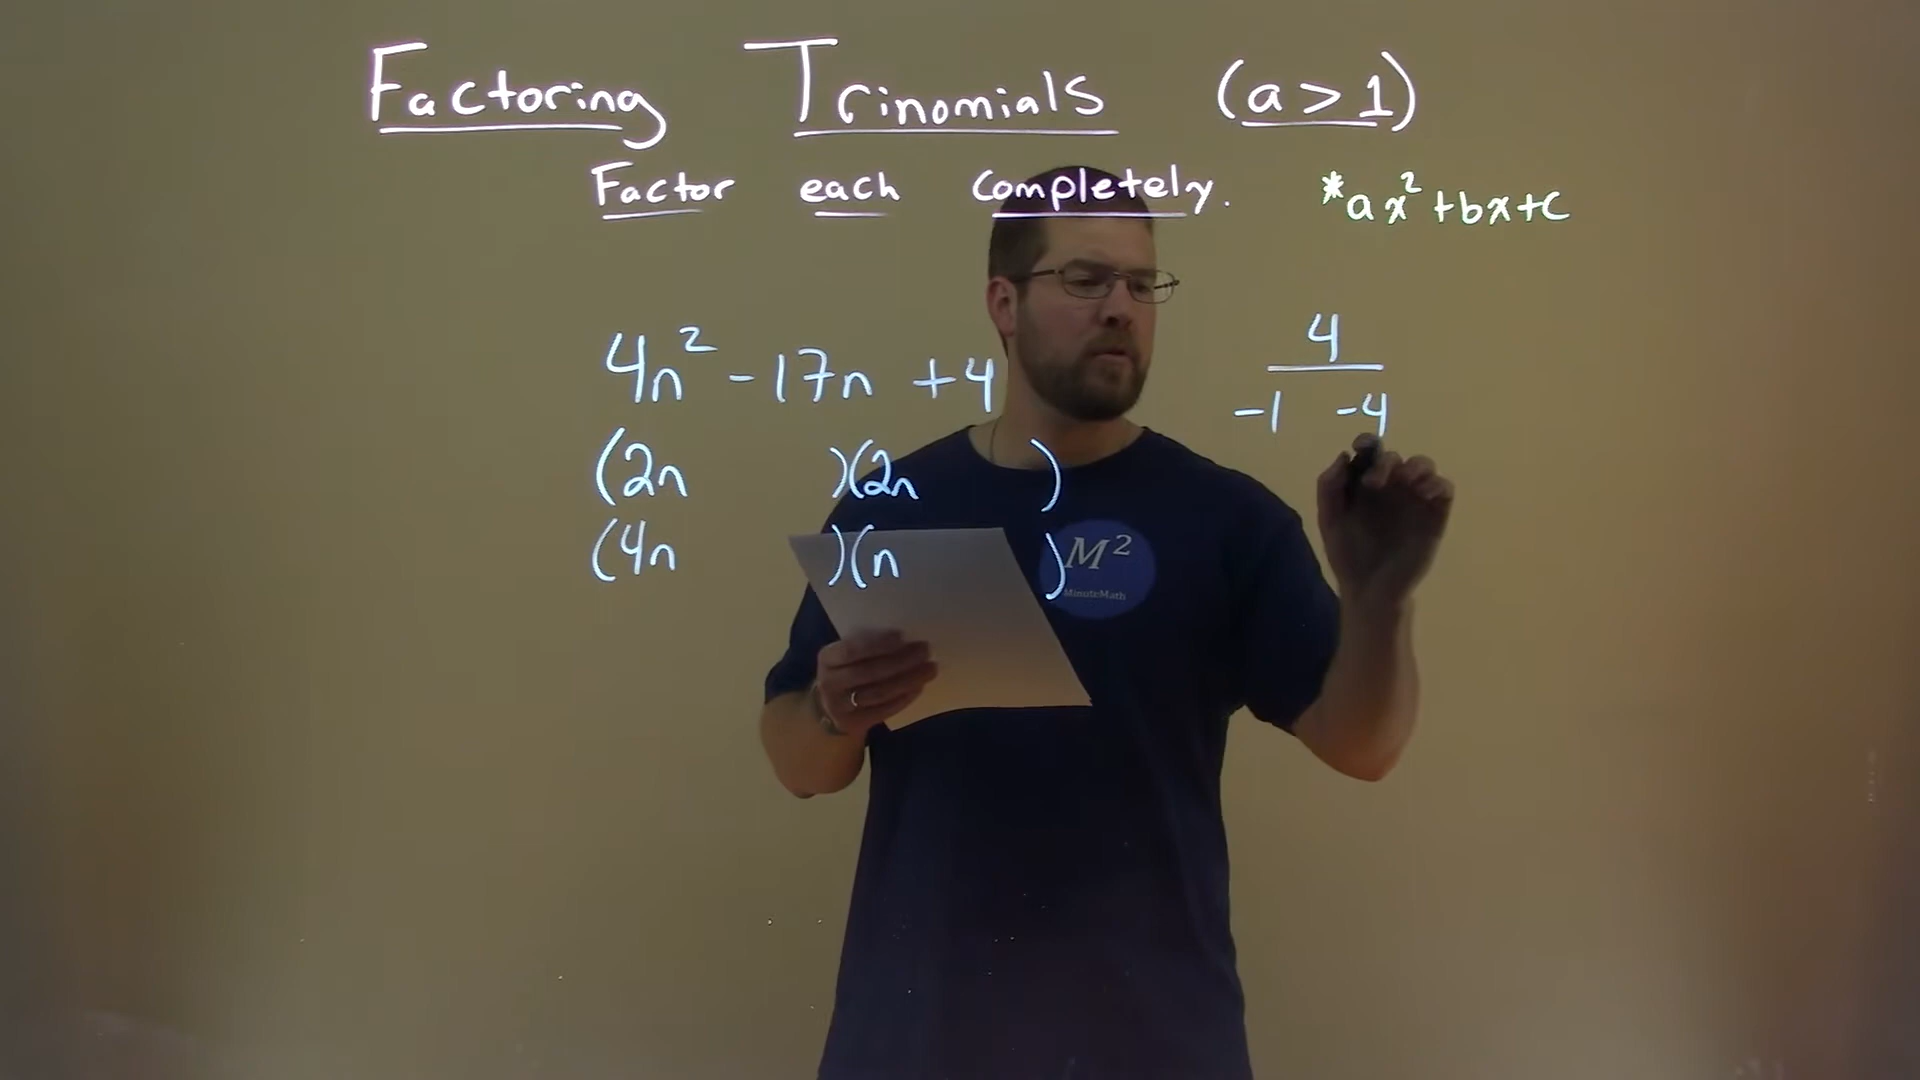 Factoring Trinomials (a > 1)
Factor each completely.
*ax²+bx+c
4n² - 17n + 4
(2n )(2n )
(4n )(n )
4
-1 -4
M²
MinuteMath